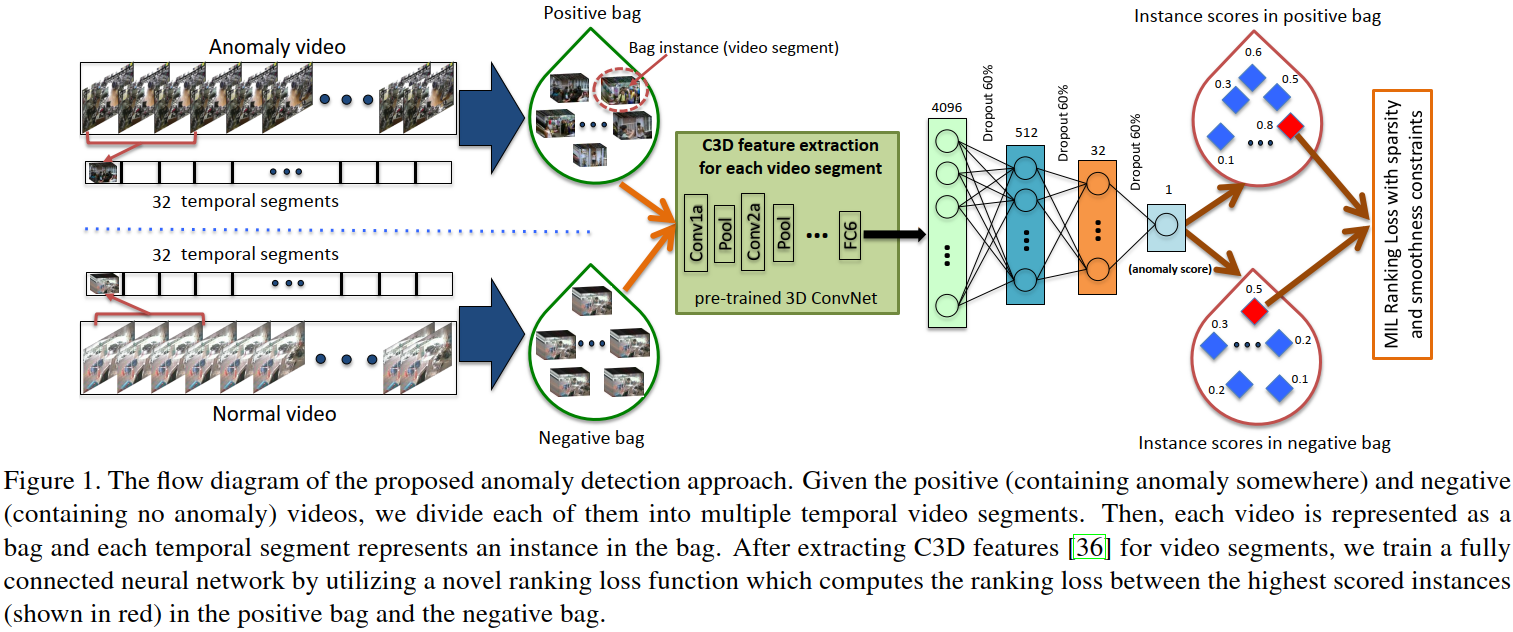 Anomaly video
32 temporal segments
32 temporal segments
Normal video
Positive bag
Bag instance (video segment)
Negative bag
C3D feature extraction
for each video segment
Conv1a
Pool
Conv2a
Pool
FC6
pre-trained 3D ConvNet
4096
Dropout 60%
512
Dropout 60%
32
Dropout 60%
1
(anomaly score)
Instance scores in positive bag
0.6
0.3
0.5
0.8
0.1
0.5
0.3
0.2
0.2
0.1
Instance scores in negative bag
MIL Ranking Loss with sparsity
and smoothness constraints
Figure 1. The flow diagram of the proposed anomaly detection approach. Given the positive (containing anomaly somewhere) and negative
(containing no anomaly) videos, we divide each of them into multiple temporal video segments. Then, each video is represented as a
bag and each temporal segment represents an instance in the bag. After extracting C3D features [36] for video segments, we train a fully
connected neural network by utilizing a novel ranking loss function which computes the ranking loss between the highest scored instances
(shown in red) in the positive bag and the negative bag.